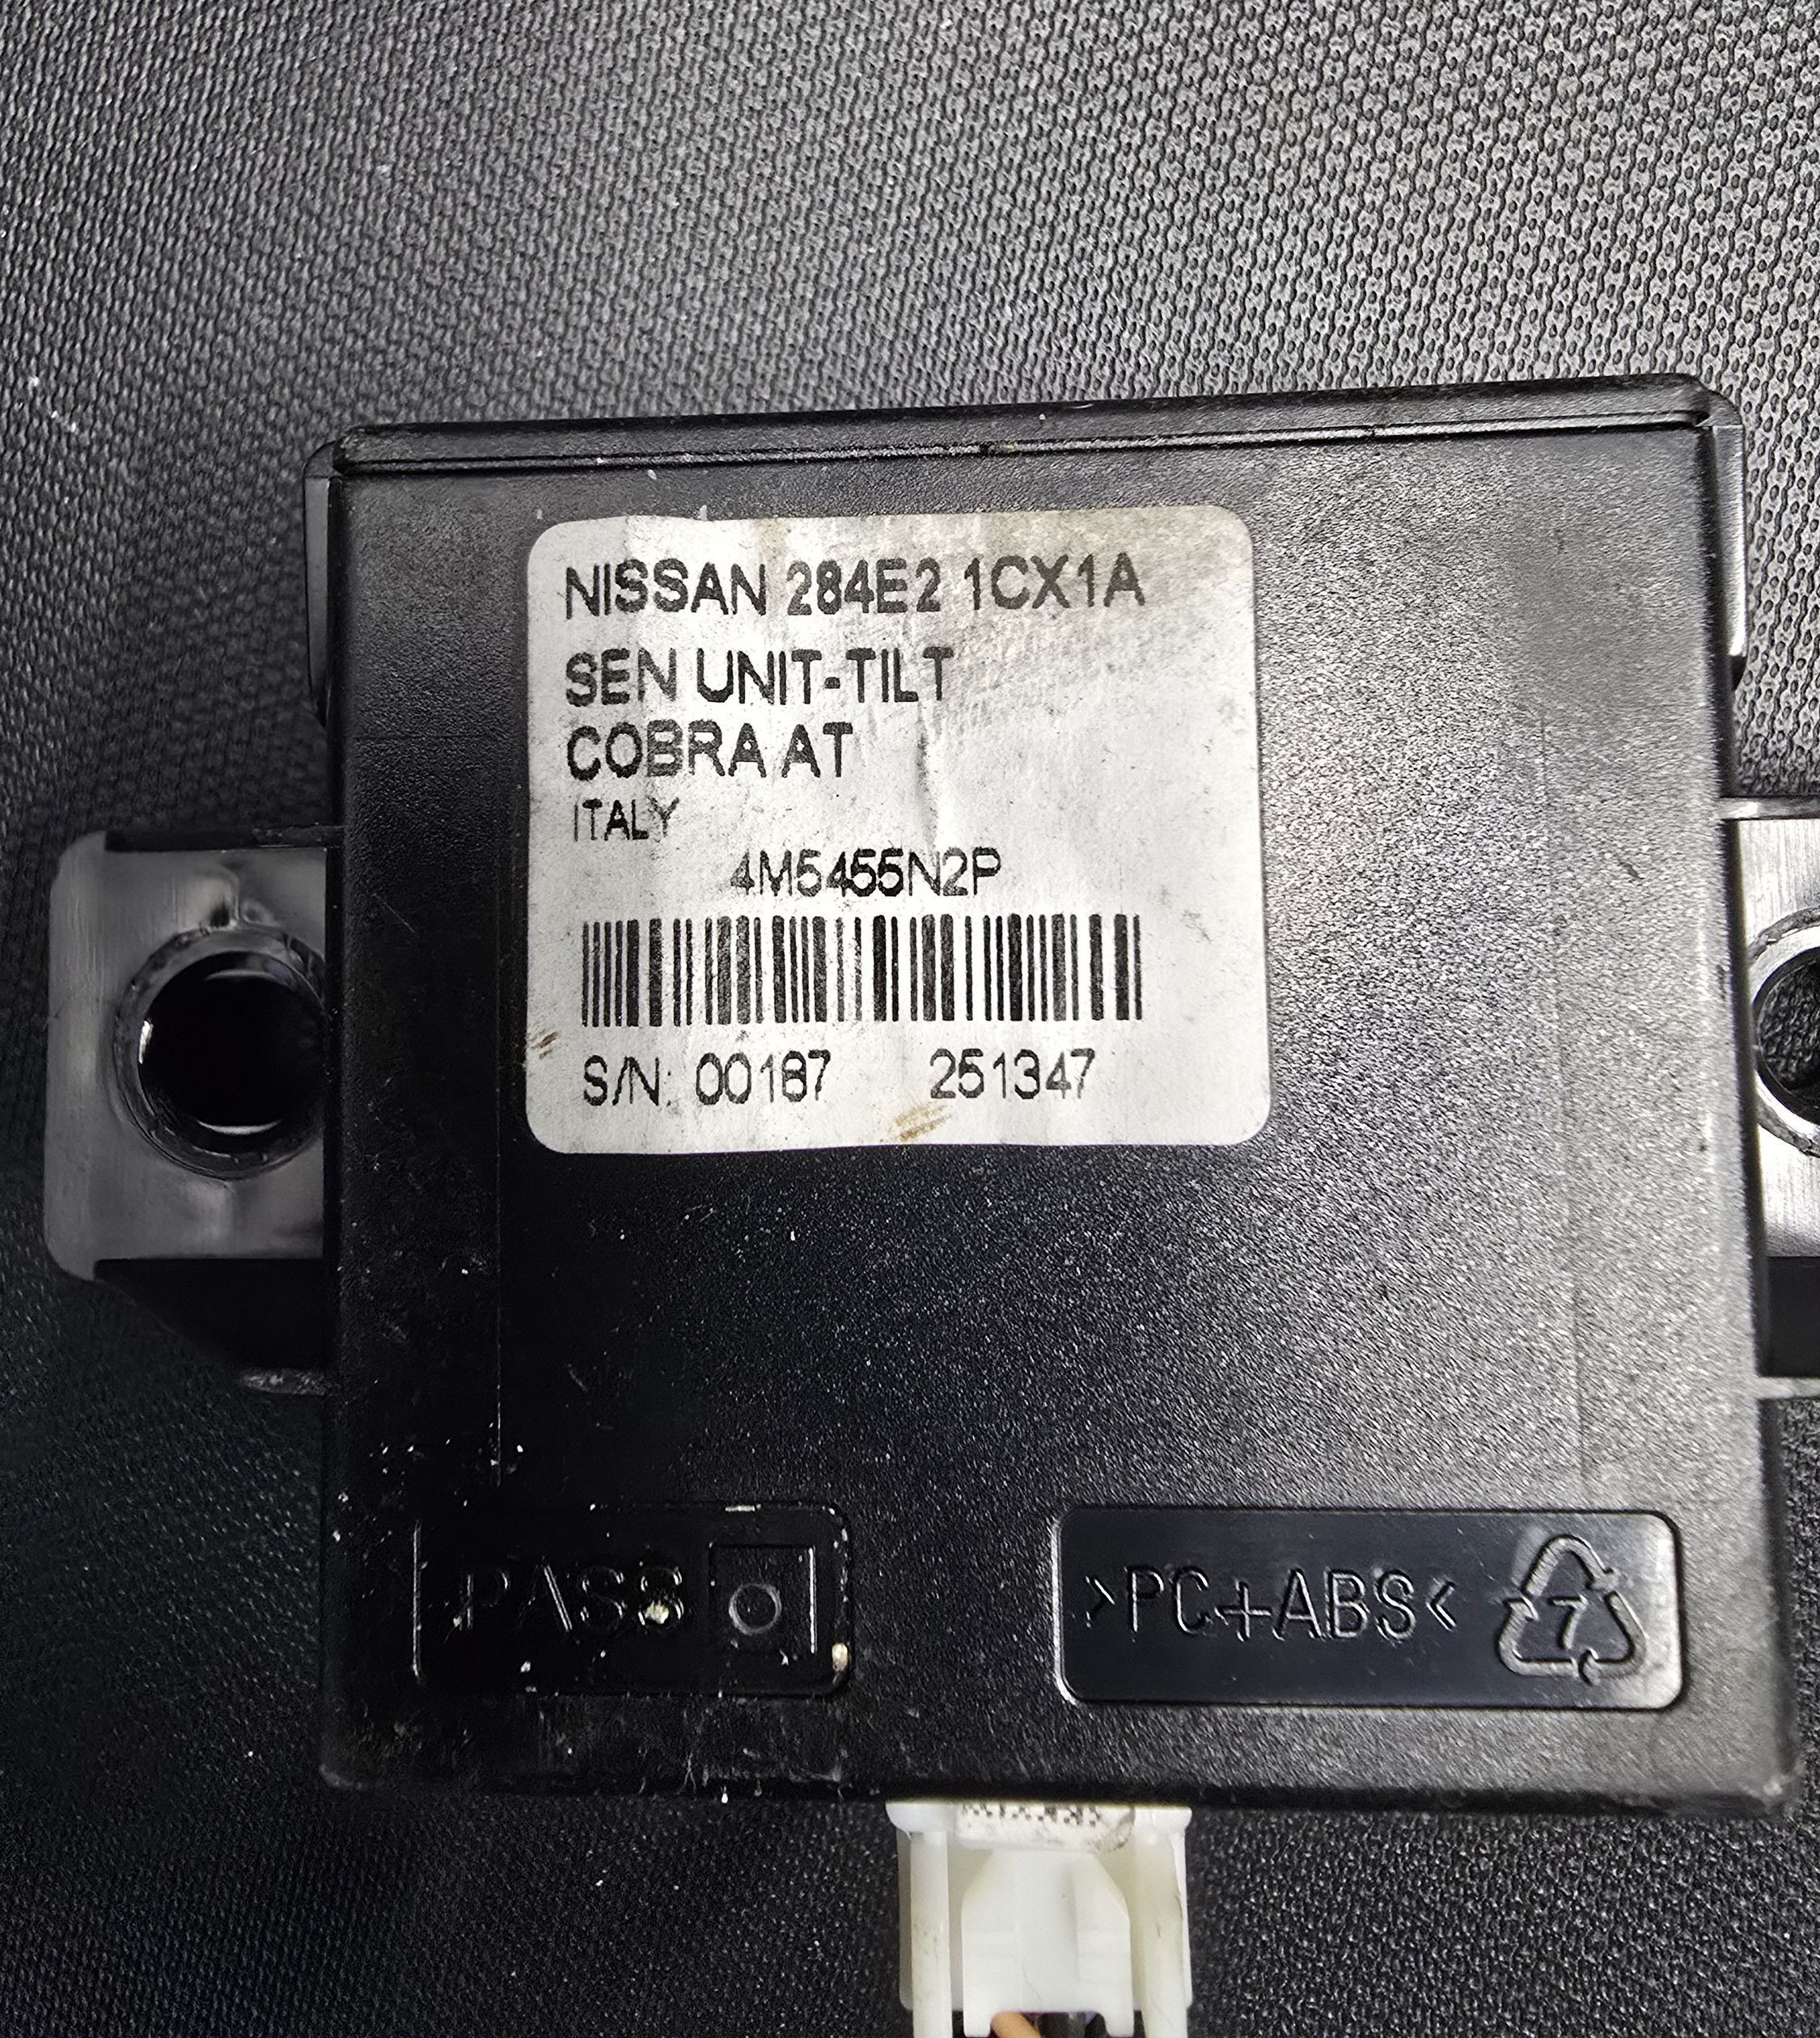 NISSAN 284E2 1CX1A
SEN UNIT-TILT
COBRA AT
ITALY
4M5455N2P
S/N: 00187 251347
PASS
>PC+ABS< 7